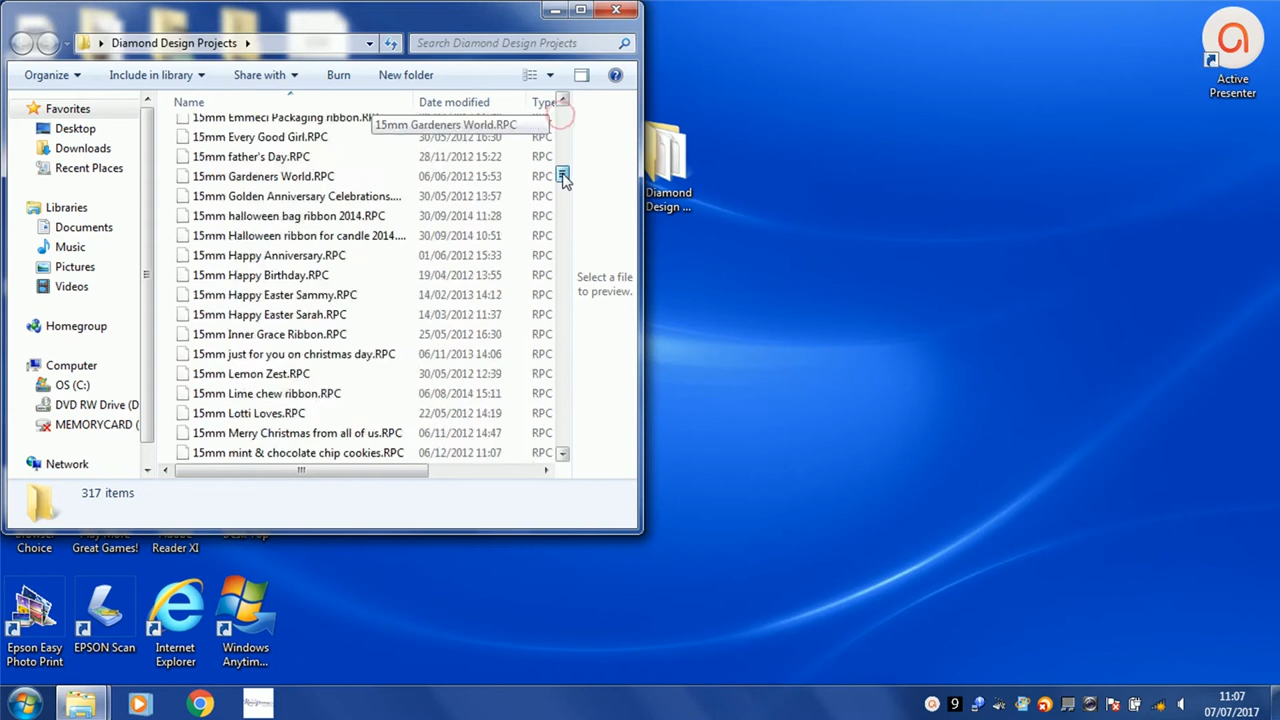 Diamond Design Projects
Search Diamond Design Projects
Organize
Include in library
Share with
Burn
New folder
Name
Date modified
Type
15mm Emmeci Packaging ribbon.RPC
15mm Gardeners World.RPC
15mm Every Good Girl.RPC 30/05/2012 16:30 RPC
15mm father's Day.RPC 28/11/2012 15:22 RPC
15mm Gardeners World.RPC 06/06/2012 15:53 RPC
15mm Golden Anniversary Celebrations.... 30/05/2012 13:57 RPC
15mm halloween bag ribbon 2014.RPC 30/09/2014 11:28 RPC
15mm Halloween ribbon for candle 2014.... 30/09/2014 10:51 RPC
15mm Happy Anniversary.RPC 01/06/2012 15:33 RPC
15mm Happy Birthday.RPC 19/04/2012 13:55 RPC
15mm Happy Easter Sammy.RPC 14/02/2013 14:12 RPC
15mm Happy Easter Sarah.RPC 14/03/2012 11:37 RPC
15mm Inner Grace Ribbon.RPC 25/05/2012 16:30 RPC
15mm just for you on christmas day.RPC 06/11/2013 14:06 RPC
15mm Lemon Zest.RPC 30/05/2012 12:39 RPC
15mm Lime chew ribbon.RPC 06/08/2014 15:11 RPC
15mm Lotti Loves.RPC 22/05/2012 14:19 RPC
15mm Merry Christmas from all of us.RPC 06/11/2012 14:47 RPC
15mm mint & chocolate chip cookies.RPC 06/12/2012 11:07 RPC
Favorites
Desktop
Downloads
Recent Places
Libraries
Documents
Music
Pictures
Videos
Homegroup
Computer
OS (C:)
DVD RW Drive (D
MEMORYCARD (
Network
Select a file
to preview.
317 items
Active
Presenter
Diamond
Design ...
Choice
Great Games!
Reader XI
Epson Easy
Photo Print
EPSON Scan
Internet
Explorer
Windows
Anytim...
9
11:07
07/07/2017